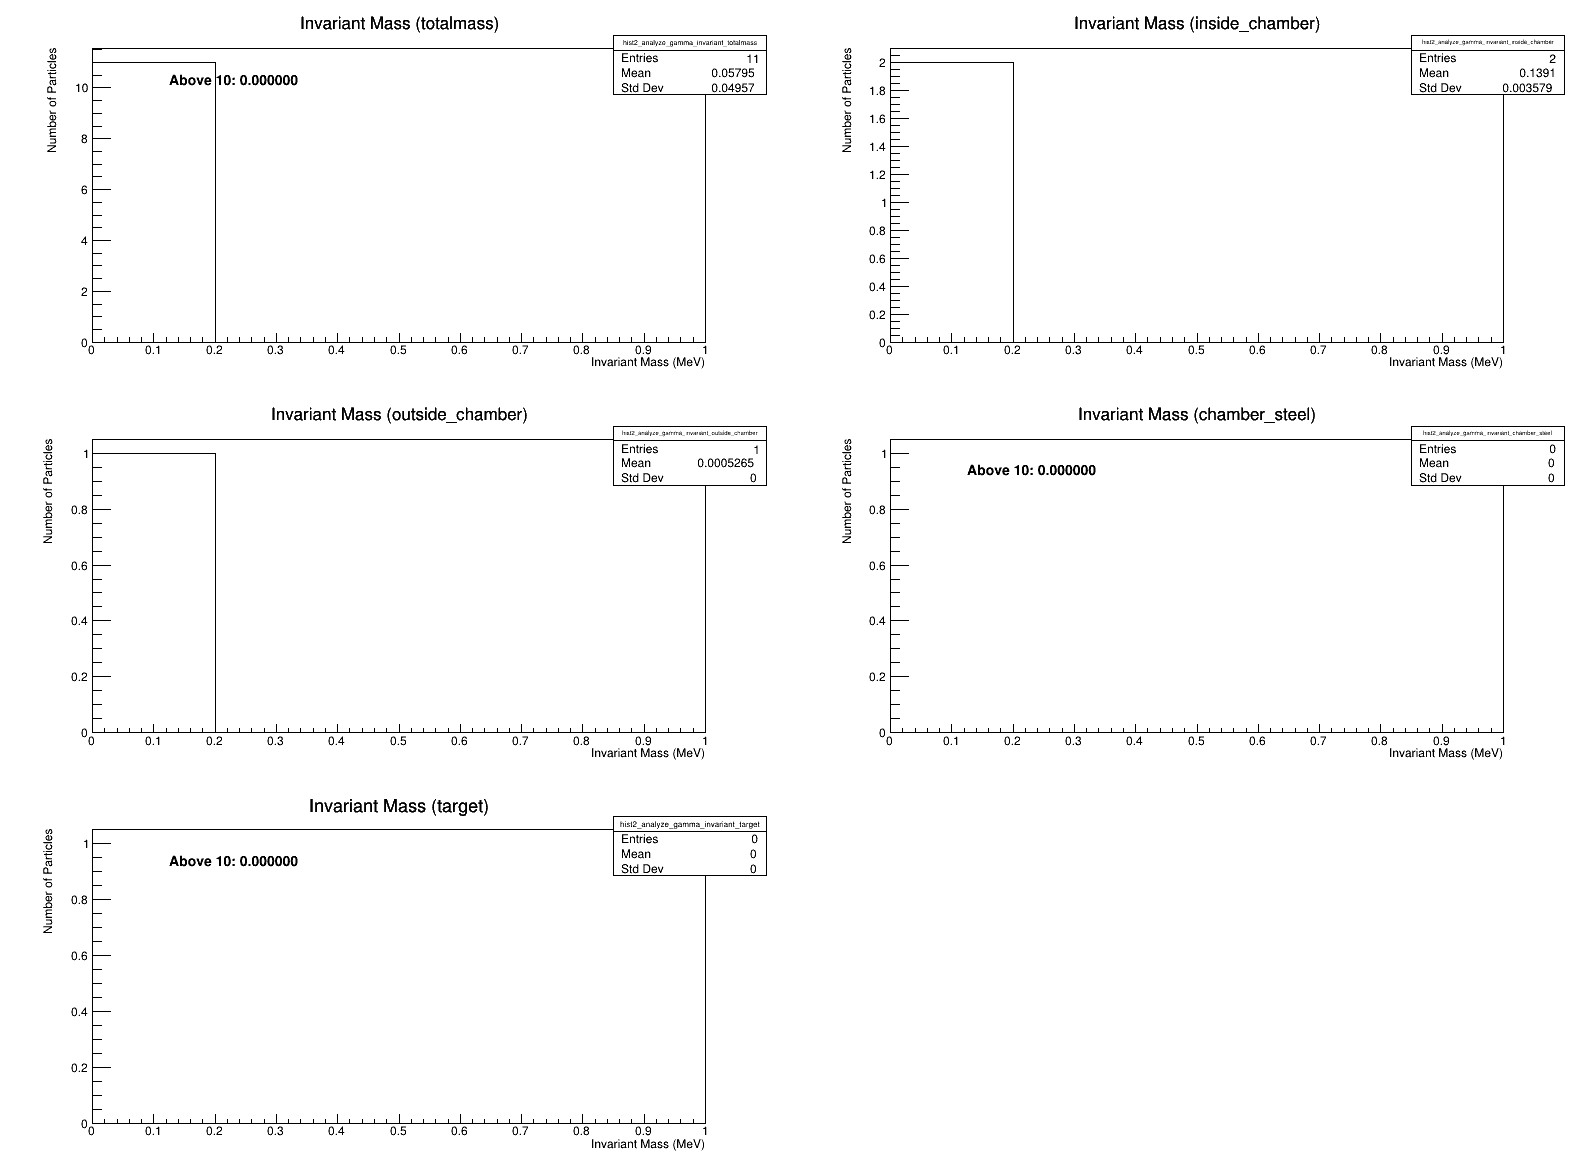 Invariant Mass (totalmass)
Number of Particles
hist2_analyze_gamma_invariant_totalmass
Entries 11
Mean 0.05795
Std Dev 0.04957
Above 10: 0.000000
10
8
6
4
2
0
0 0.1 0.2 0.3 0.4 0.5 0.6 0.7 0.8 0.9 1
Invariant Mass (MeV)
Invariant Mass (inside_chamber)
Number of Particles
hist2_analyze_gamma_invariant_inside_chamber
Entries 2
Mean 0.1391
Std Dev 0.003579
2
1.8
1.6
1.4
1.2
1
0.8
0.6
0.4
0.2
0
0 0.1 0.2 0.3 0.4 0.5 0.6 0.7 0.8 0.9 1
Invariant Mass (MeV)
Invariant Mass (outside_chamber)
Number of Particles
hist2_analyze_gamma_invariant_outside_chamber
Entries 1
Mean 0.0005265
Std Dev 0
1
0.8
0.6
0.4
0.2
0
0 0.1 0.2 0.3 0.4 0.5 0.6 0.7 0.8 0.9 1
Invariant Mass (MeV)
Invariant Mass (chamber_steel)
Number of Particles
hist2_analyze_gamma_invariant_chamber_steel
Entries 0
Mean 0
Std Dev 0
Above 10: 0.000000
1
0.8
0.6
0.4
0.2
0
0 0.1 0.2 0.3 0.4 0.5 0.6 0.7 0.8 0.9 1
Invariant Mass (MeV)
Invariant Mass (target)
Number of Particles
hist2_analyze_gamma_invariant_target
Entries 0
Mean 0
Std Dev 0
Above 10: 0.000000
1
0.8
0.6
0.4
0.2
0
0 0.1 0.2 0.3 0.4 0.5 0.6 0.7 0.8 0.9 1
Invariant Mass (MeV)